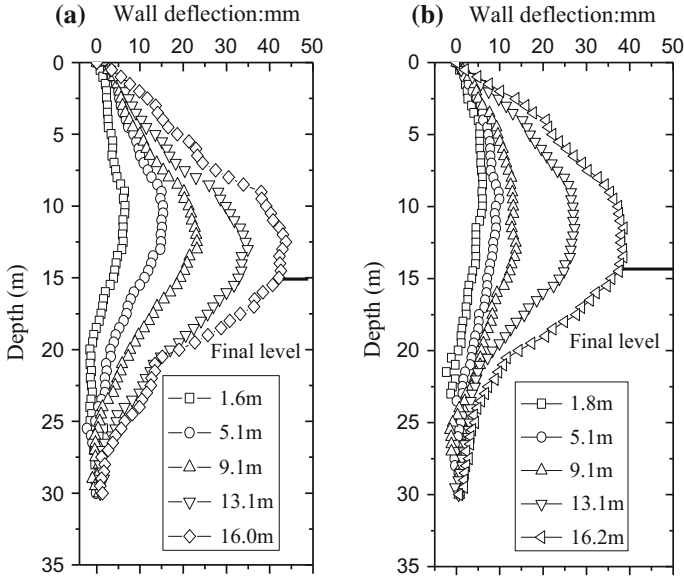 (a) Wall deflection:mm
0 10 20 30 40 50
Depth (m)
0
5
10
15
20
25
30
35
Final level
1.6m
5.1m
9.1m
13.1m
16.0m
(b) Wall deflection:mm
0 10 20 30 40 50
Depth (m)
0
5
10
15
20
25
30
35
Final level
1.8m
5.1m
9.1m
13.1m
16.2m